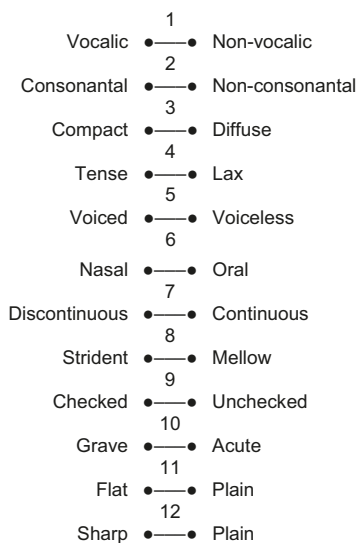 1
Vocalic ●——● Non-vocalic
2
Consonantal ●——● Non-consonantal
3
Compact ●——● Diffuse
4
Tense ●——● Lax
5
Voiced ●——● Voiceless
6
Nasal ●——● Oral
7
Discontinuous ●——● Continuous
8
Strident ●——● Mellow
9
Checked ●——● Unchecked
10
Grave ●——● Acute
11
Flat ●——● Plain
12
Sharp ●——● Plain